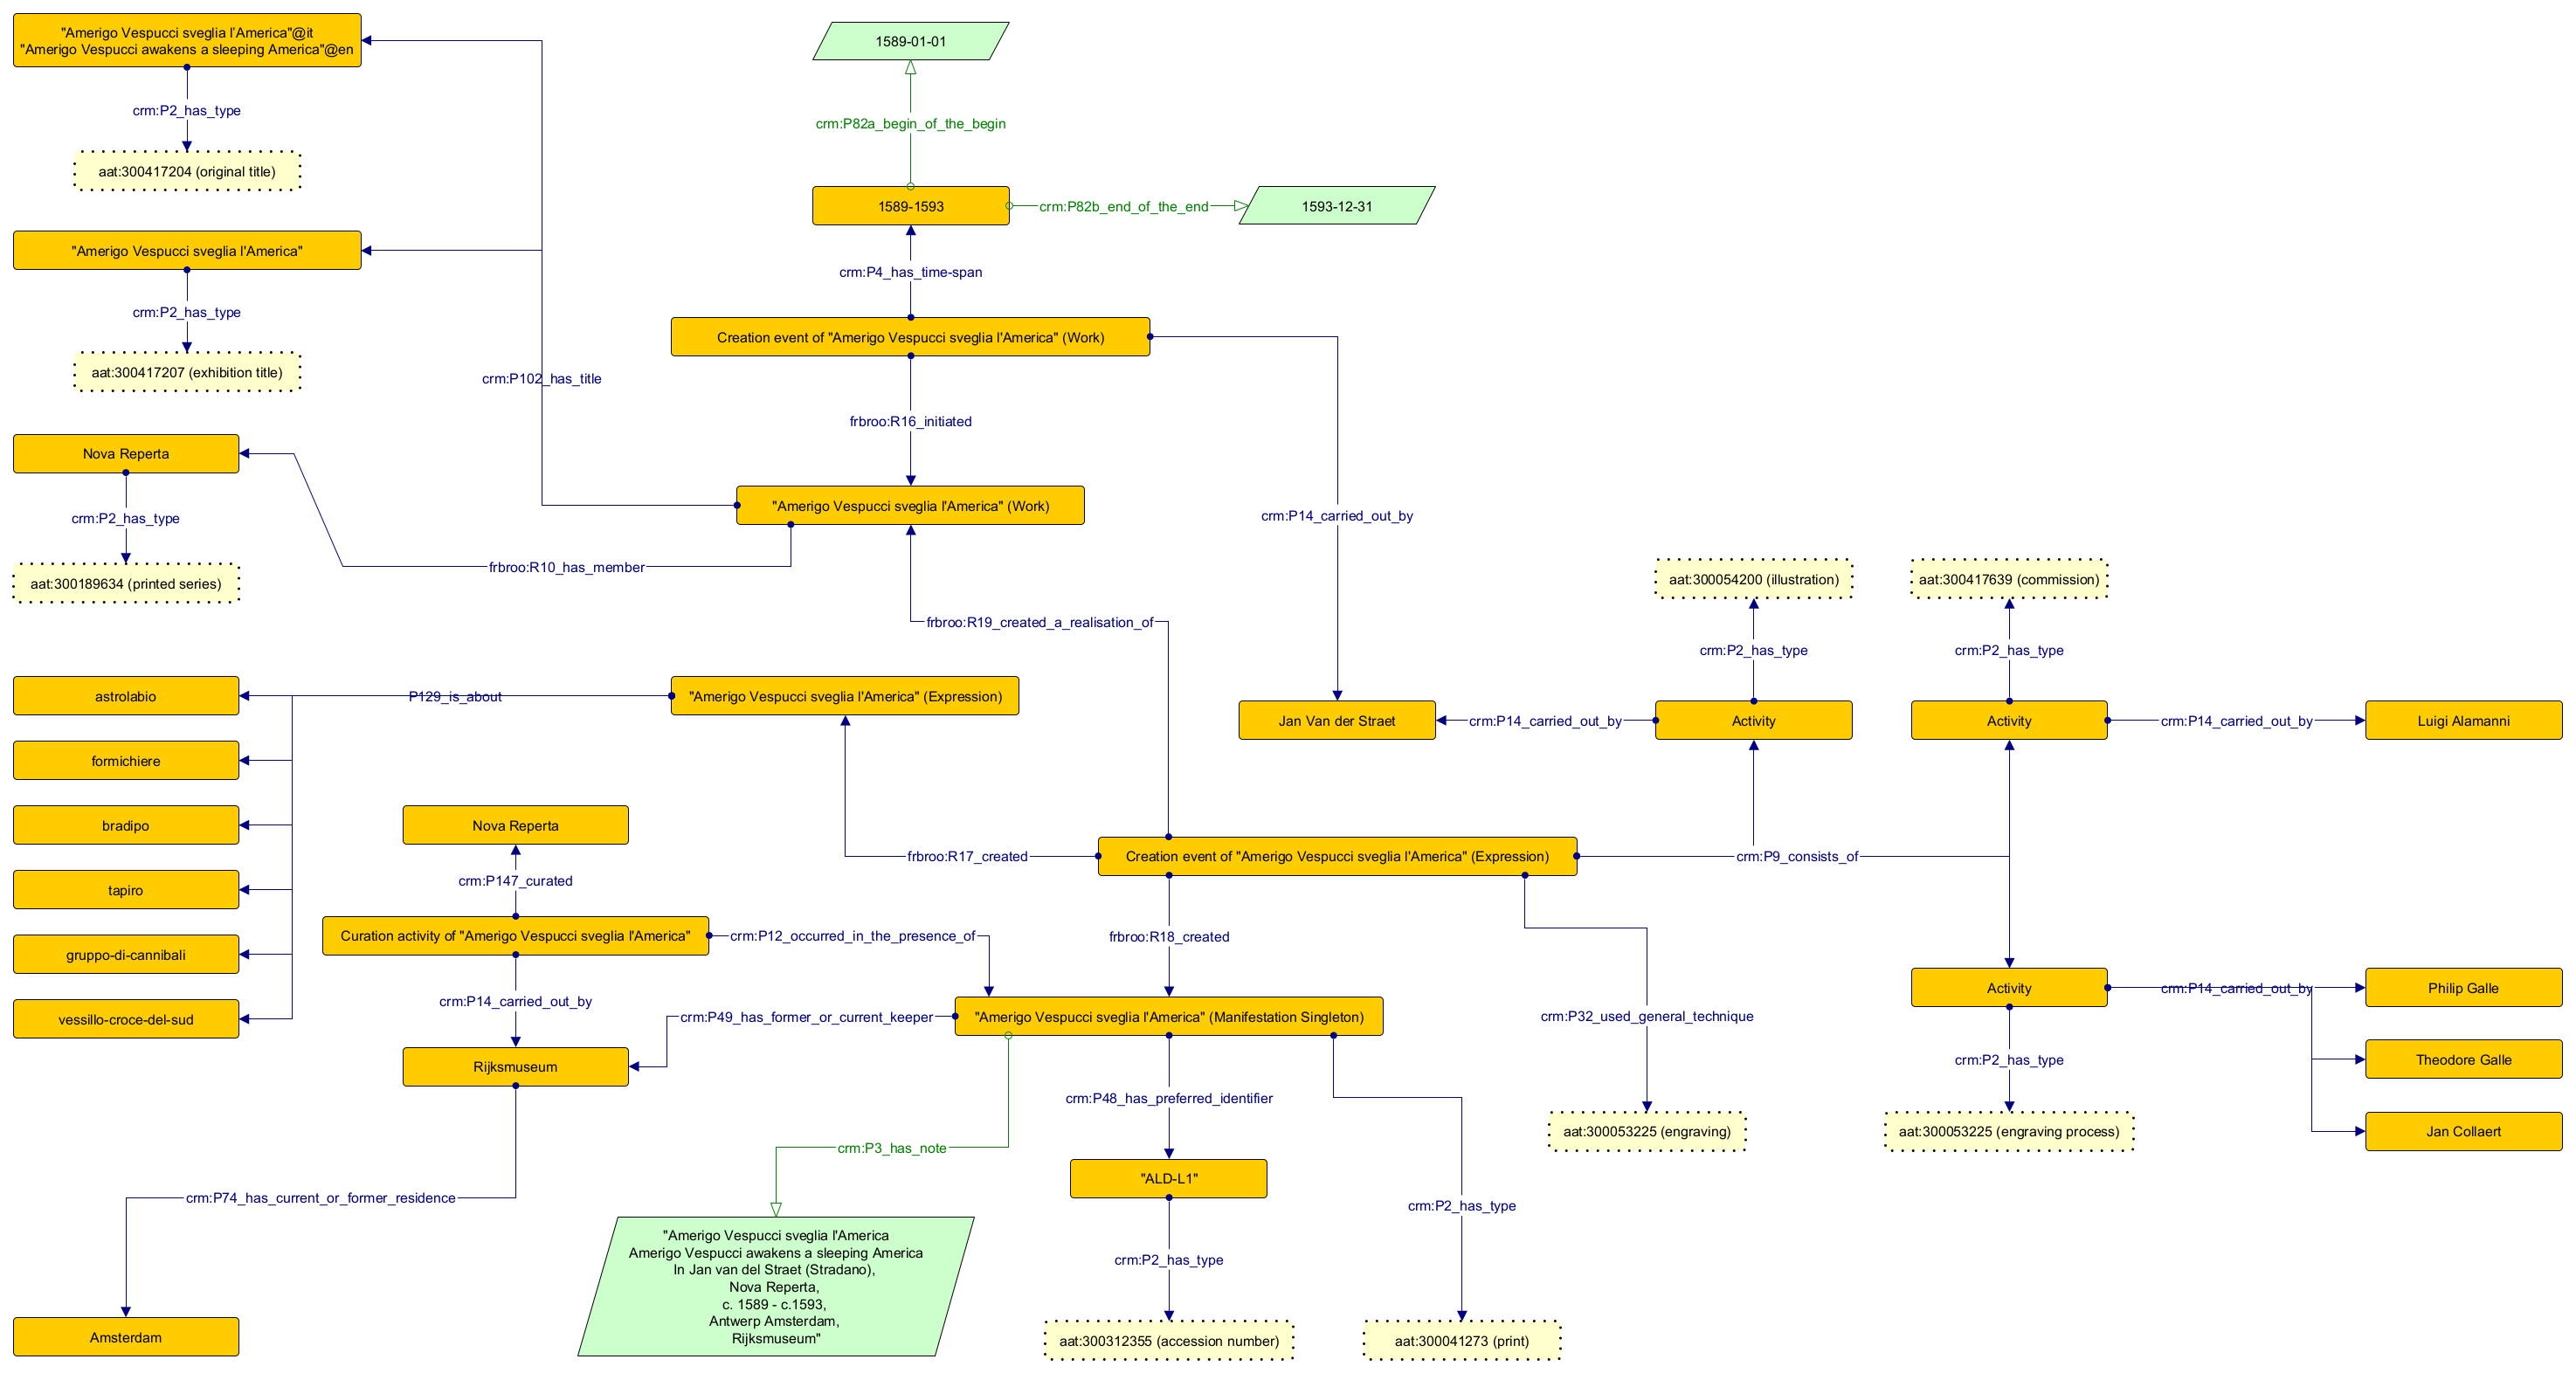 "Amerigo Vespucci sveglia l'America"@it
"Amerigo Vespucci awakens a sleeping America"@en
crm:P2_has_type
aat:300417204 (original title)
"Amerigo Vespucci sveglia l'America"
crm:P2_has_type
aat:300417207 (exhibition title)
crm:P102_has_title
1589-01-01
crm:P82a_begin_of_the_begin
1589-1593
crm:P82b_end_of_the_end
1593-12-31
crm:P4_has_time-span
Creation event of "Amerigo Vespucci sveglia l'America" (Work)
frbroo:R16_initiated
"Amerigo Vespucci sveglia l'America" (Work)
crm:P14_carried_out_by
Nova Reperta
crm:P2_has_type
aat:300189634 (printed series)
frbroo:R10_has_member
frbroo:R19_created_a_realisation_of
aat:300054200 (illustration)
aat:300417639 (commission)
crm:P2_has_type
crm:P2_has_type
astrolabio
P129_is_about
"Amerigo Vespucci sveglia l'America" (Expression)
Jan Van der Straet
crm:P14_carried_out_by
Activity
Activity
crm:P14_carried_out_by
Luigi Alamanni
formichiere
bradipo
tapiro
gruppo-di-cannibali
vessillo-croce-del-sud
Nova Reperta
crm:P147_curated
Curation activity of "Amerigo Vespucci sveglia l'America"
crm:P12_occurred_in_the_presence_of
crm:P14_carried_out_by
Rijksmuseum
frbroo:R17_created
Creation event of "Amerigo Vespucci sveglia l'America" (Expression)
crm:P9_consists_of
frbroo:R18_created
crm:P49_has_former_or_current_keeper
"Amerigo Vespucci sveglia l'America" (Manifestation Singleton)
crm:P32_used_general_technique
Activity
crm:P14_carried_out_by
Philip Galle
Theodore Galle
Jan Collaert
crm:P2_has_type
aat:300053225 (engraving)
aat:300053225 (engraving process)
crm:P48_has_preferred_identifier
crm:P3_has_note
"ALD-L1"
crm:P74_has_current_or_former_residence
crm:P2_has_type
crm:P2_has_type
"Amerigo Vespucci sveglia l'America
Amerigo Vespucci awakens a sleeping America
In Jan van del Straet (Stradano),
Nova Reperta,
c. 1589 - c.1593,
Antwerp Amsterdam,
Rijksmuseum"
Amsterdam
aat:300312355 (accession number)
aat:300041273 (print)